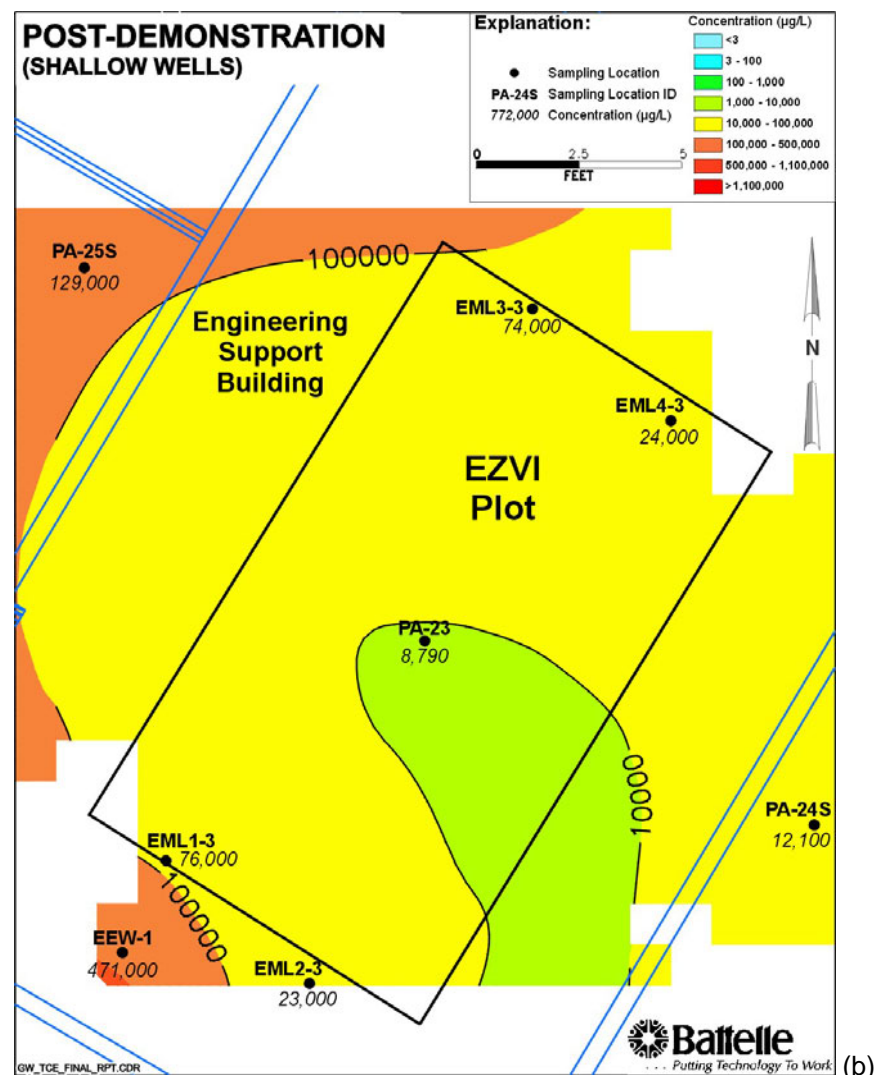 POST-DEMONSTRATION
(SHALLOW WELLS)
Explanation:
Sampling Location
PA-24S Sampling Location ID
772,000 Concentration (µg/L)
0 2.5 5
FEET
Concentration (µg/L)
<3
3 - 100
100 - 1,000
1,000 - 10,000
10,000 - 100,000
100,000 - 500,000
500,000 - 1,100,000
>1,100,000
PA-25S
129,000
100000
Engineering
Support
Building
EML3-3
74,000
N
EML4-3
24,000
EZVI
Plot
PA-23
8,790
10000
PA-24S
12,100
EML1-3
76,000
100000
EEW-1
471,000
EML2-3
23,000
Battelle
. . . Putting Technology To Work
GW_TCE_FINAL_RPT.CDR
(b)